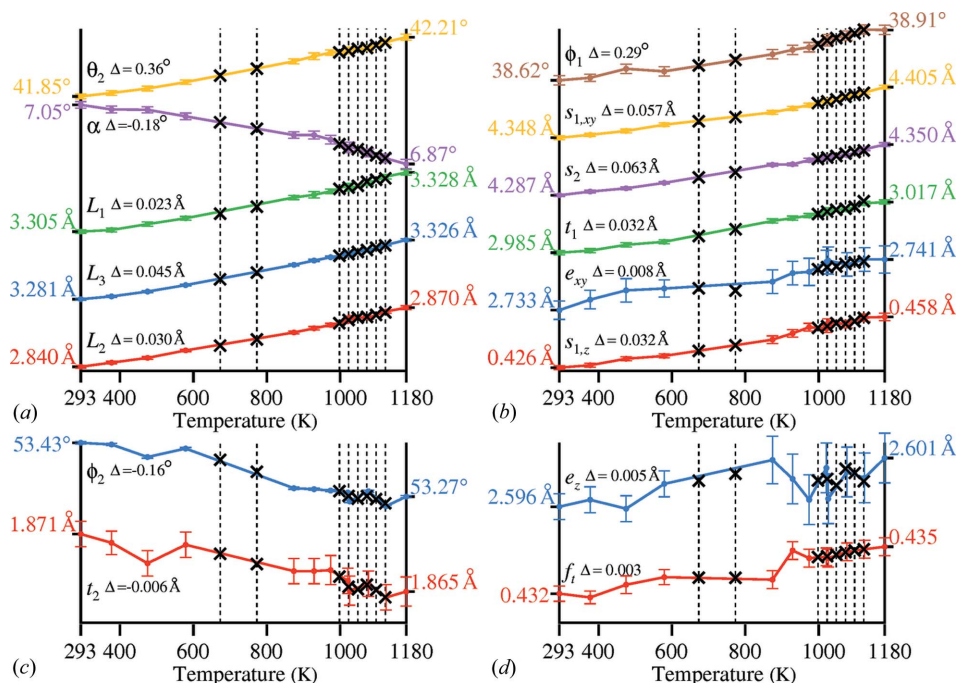 (a)
41.85°
θ₂ Δ = 0.36°
42.21°
7.05°
α Δ=-0.18°
6.87°
3.305 Å
L₁ Δ = 0.023 Å
3.328 Å
3.281 Å
L₃ Δ = 0.045 Å
3.326 Å
2.840 Å
L₂ Δ = 0.030 Å
2.870 Å
293 400 600 800 1000 1180
Temperature (K)
(b)
38.62°
ϕ₁ Δ = 0.29°
38.91°
4.348 Å
s₁,xy Δ = 0.057 Å
4.405 Å
4.287 Å
s₂ Δ = 0.063 Å
4.350 Å
2.985 Å
t₁ Δ = 0.032 Å
3.017 Å
2.733 Å
exy Δ = 0.008 Å
2.741 Å
0.426 Å
s₁,z Δ = 0.032 Å
0.458 Å
293 400 600 800 1000 1180
Temperature (K)
(c)
53.43°
ϕ₂ Δ=-0.16°
53.27°
1.871 Å
t₂ Δ=-0.006 Å
1.865 Å
293 400 600 800 1000 1180
Temperature (K)
(d)
2.596 Å
ez Δ = 0.005 Å
2.601 Å
0.432
ft Δ = 0.003
0.435
293 400 600 800 1000 1180
Temperature (K)